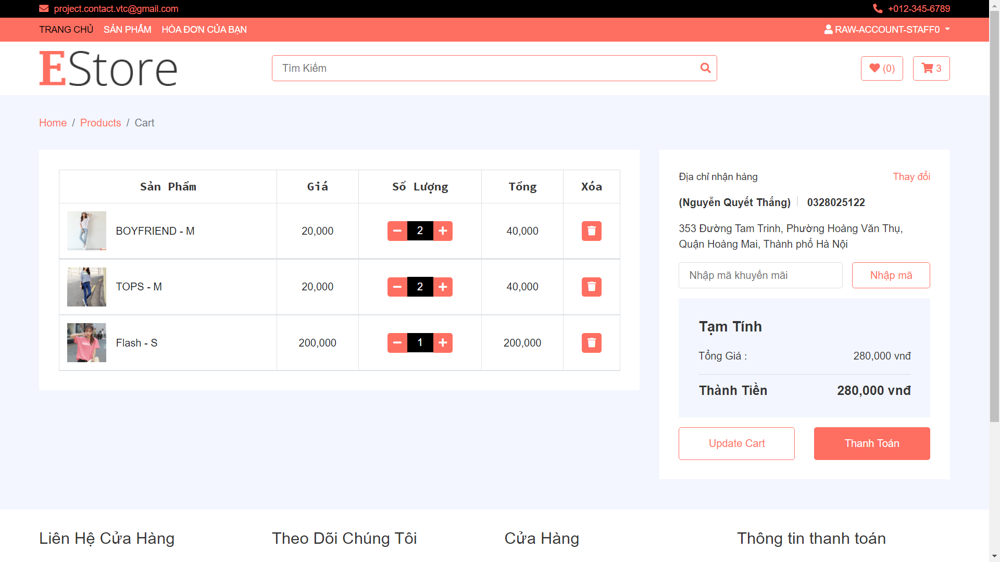 project.contact.vtc@gmail.com
+012-345-6789
TRANG CHỦ
SẢN PHẨM
HÓA ĐƠN CỦA BẠN
RAW-ACCOUNT-STAFF0
EStore
Tìm Kiếm
(0)
3
Home / Products / Cart
Sản Phẩm
Giá
Số Lượng
Tổng
Xóa
BOYFRIEND - M
20,000
2
40,000
TOPS - M
20,000
2
40,000
Flash - S
200,000
1
200,000
Địa chỉ nhận hàng
Thay đổi
(Nguyễn Quyết Thắng)
0328025122
353 Đường Tam Trinh, Phường Hoàng Văn Thụ,
Quận Hoàng Mai, Thành phố Hà Nội
Nhập mã khuyến mãi
Nhập mã
Tạm Tính
Tổng Giá :
280,000 vnđ
Thành Tiền
280,000 vnđ
Update Cart
Thanh Toán
Liên Hệ Cửa Hàng
Theo Dõi Chúng Tôi
Cửa Hàng
Thông tin thanh toán